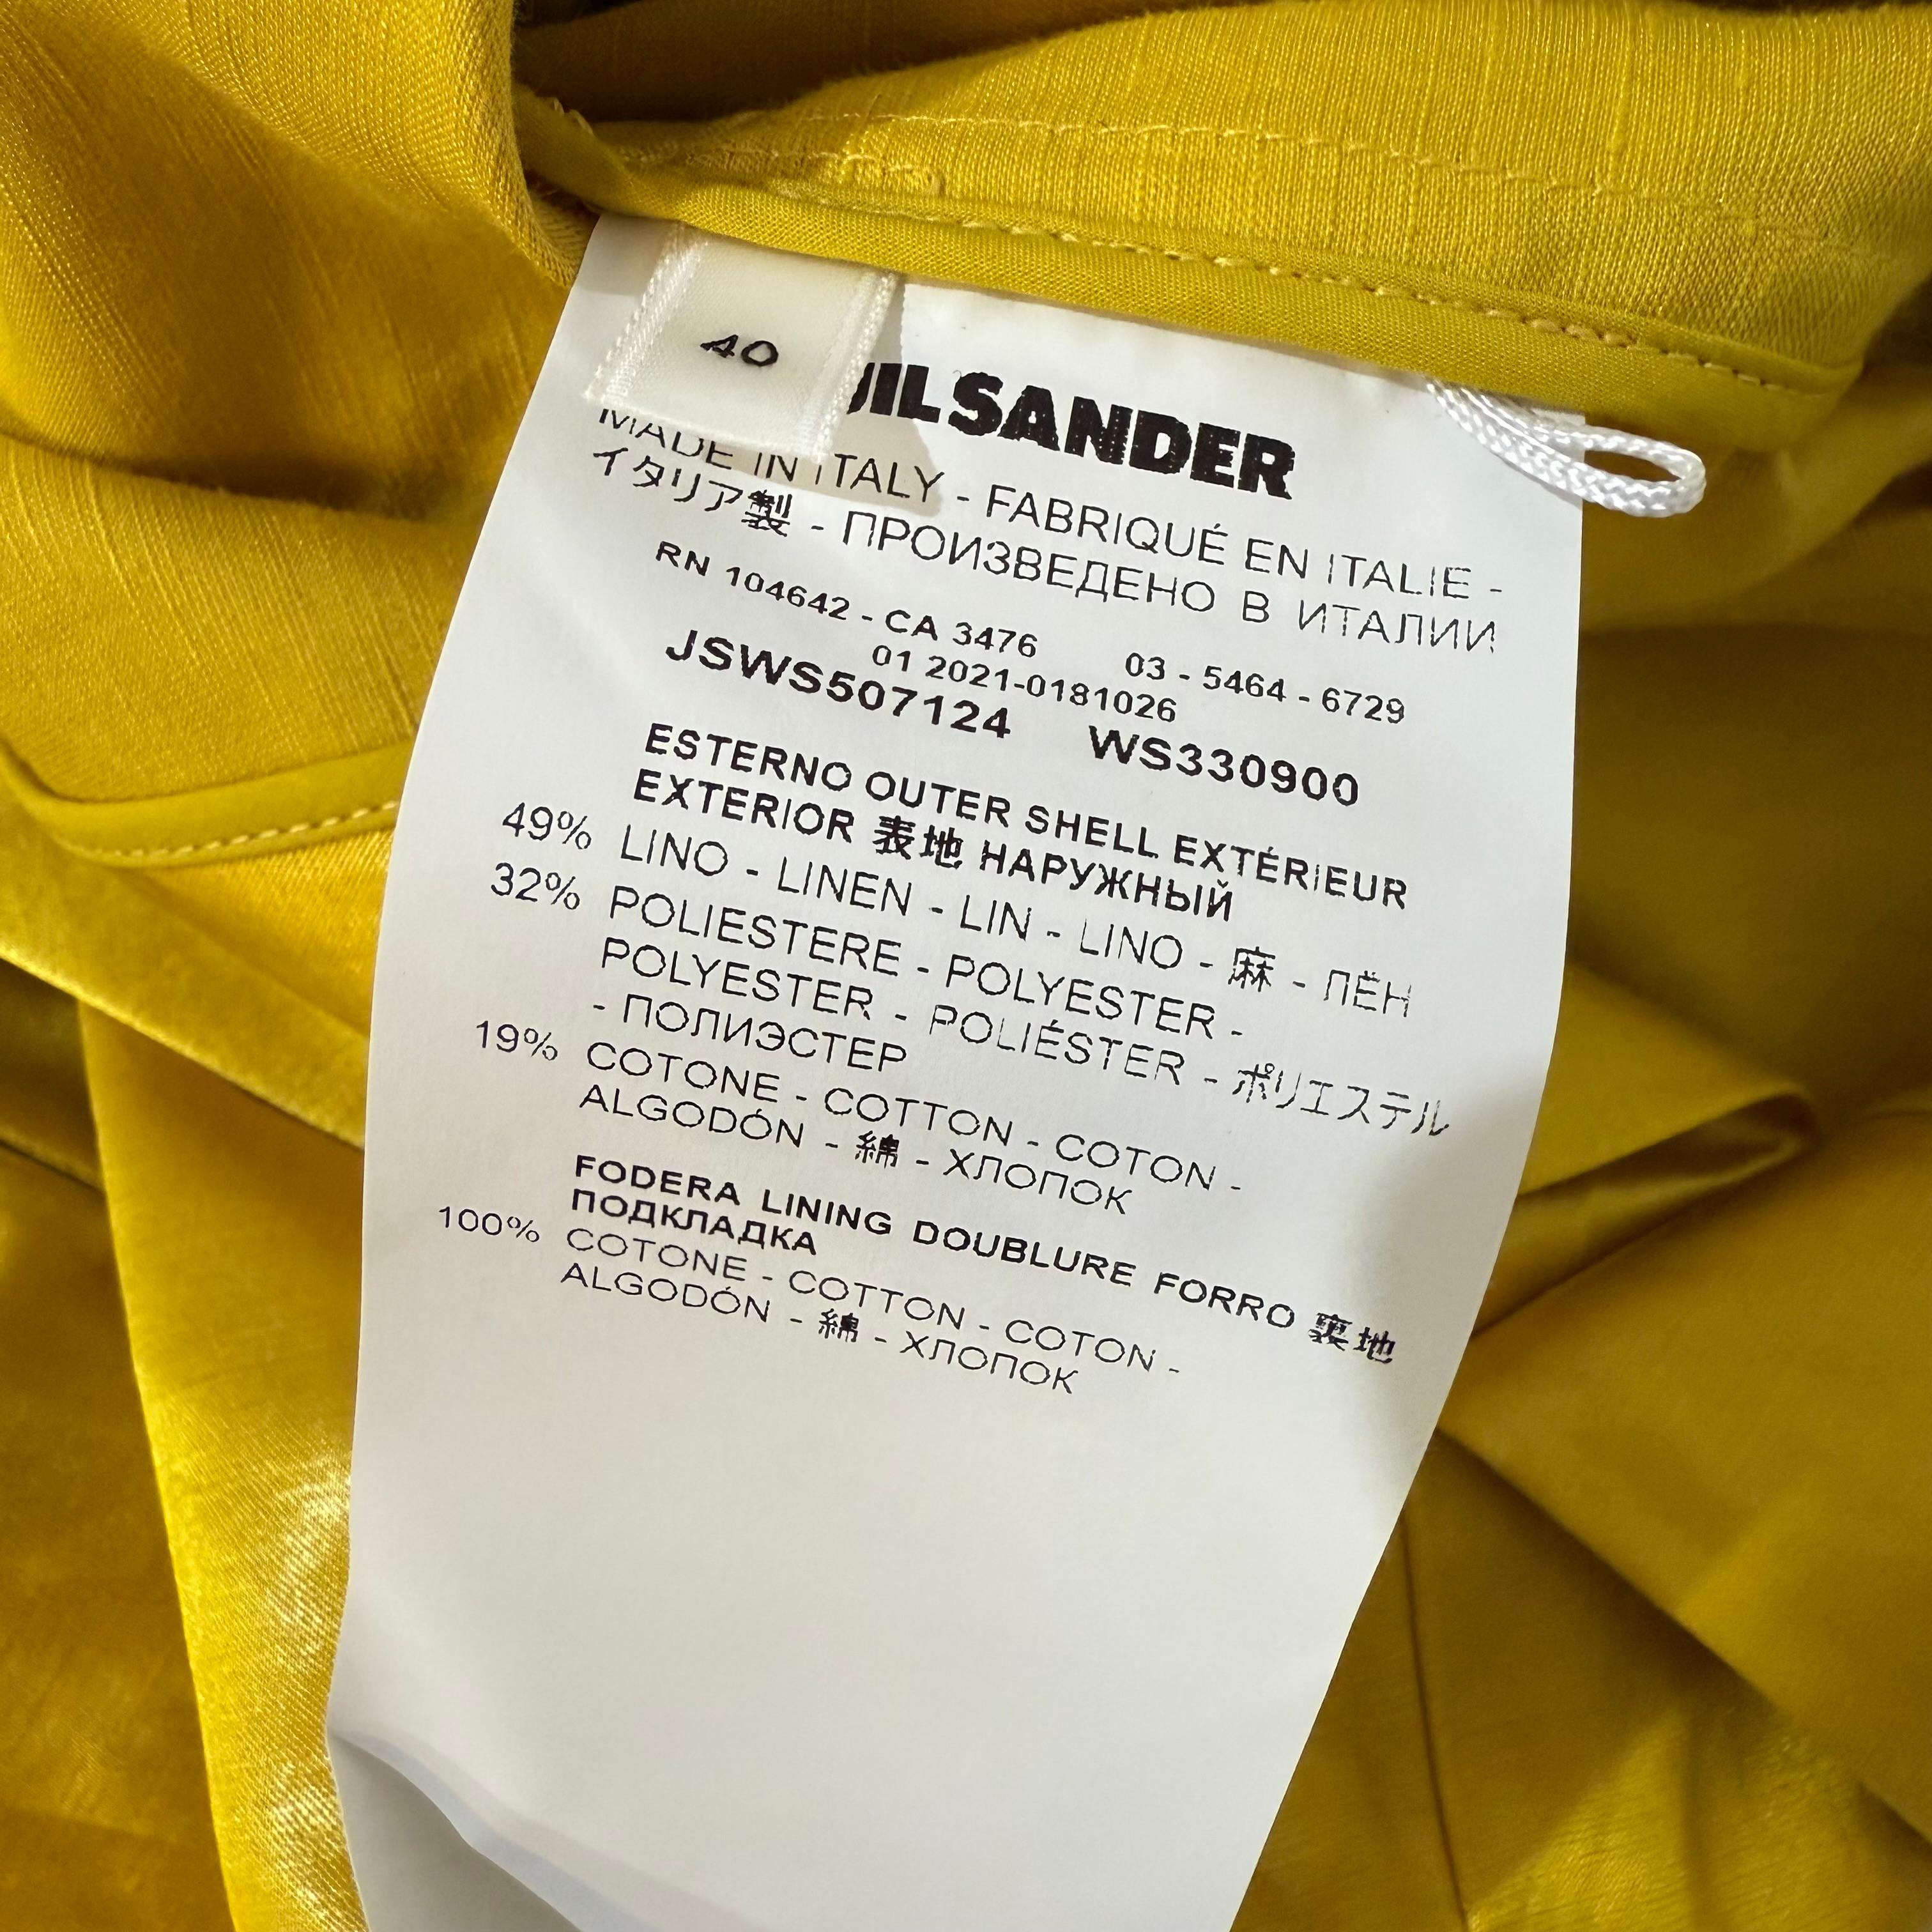 40
JIL SANDER
MADE IN ITALY - FABRIQUÉ EN ITALIE -
イタリア製 - ПРОИЗВЕДЕНО В ИТАЛИИ
RN 104642 - CA 3476 03 - 5464 - 6729
01 2021-0181026
JSWS507124 WS330900
ESTERNO OUTER SHELL EXTÉRIEUR
EXTERIOR 表地 НАРУЖНЫЙ
49% LINO - LINEN - LIN - LINO - 麻 - ЛЁН
32% POLIESTERE - POLYESTER -
POLYESTER - POLIÉSTER - ポリエステル
- ПОЛИЭСТЕР
19% COTONE - COTTON - COTON -
ALGODÓN - 綿 - ХЛОПОК
FODERA LINING DOUBLURE FORRO 裏地
ПОДКЛАДКА
100% COTONE - COTTON - COTON -
ALGODÓN - 綿 - ХЛОПОК